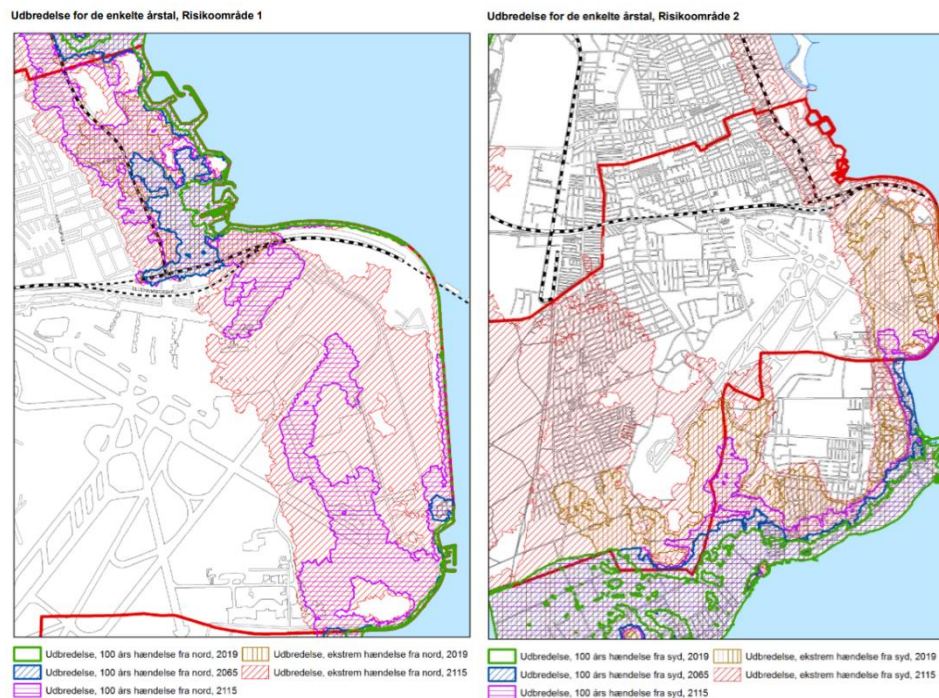 Udbredelse for de enkelte årstal, Risikoområde 1
Udbredelse, 100 års hændelse fra nord, 2019
Udbredelse, ekstrem hændelse fra nord, 2019
Udbredelse, 100 års hændelse fra nord, 2065
Udbredelse, ekstrem hændelse fra nord, 2115
Udbredelse, 100 års hændelse fra nord, 2115
Udbredelse for de enkelte årstal, Risikoområde 2
Udbredelse, 100 års hændelse fra syd, 2019
Udbredelse, ekstrem hændelse fra syd, 2019
Udbredelse, 100 års hændelse fra syd, 2065
Udbredelse, ekstrem hændelse fra syd, 2115
Udbredelse, 100 års hændelse fra syd, 2115